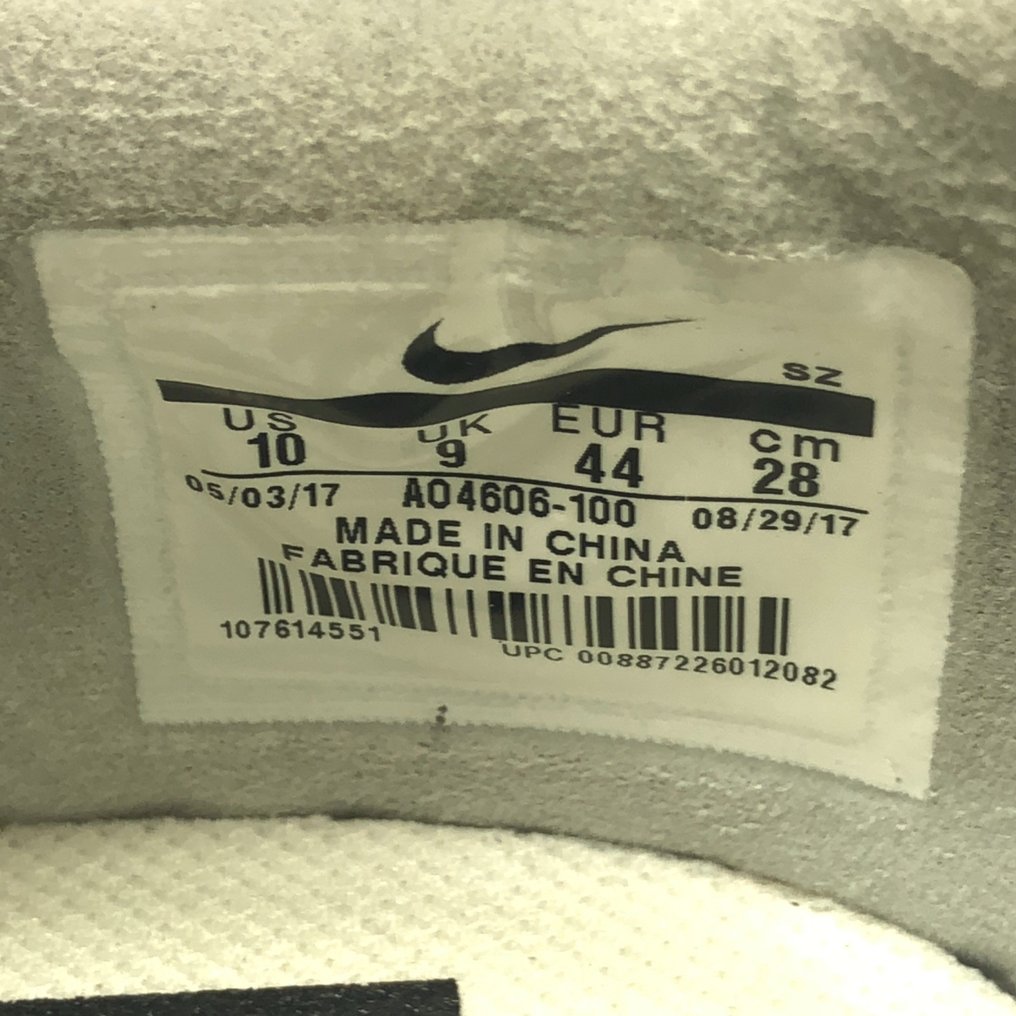 SZ
US UK EUR cm
10 9 44 28
05/03/17 AO4606-100 08/29/17
MADE IN CHINA
FABRIQUE EN CHINE
107614551 UPC 00887226012082